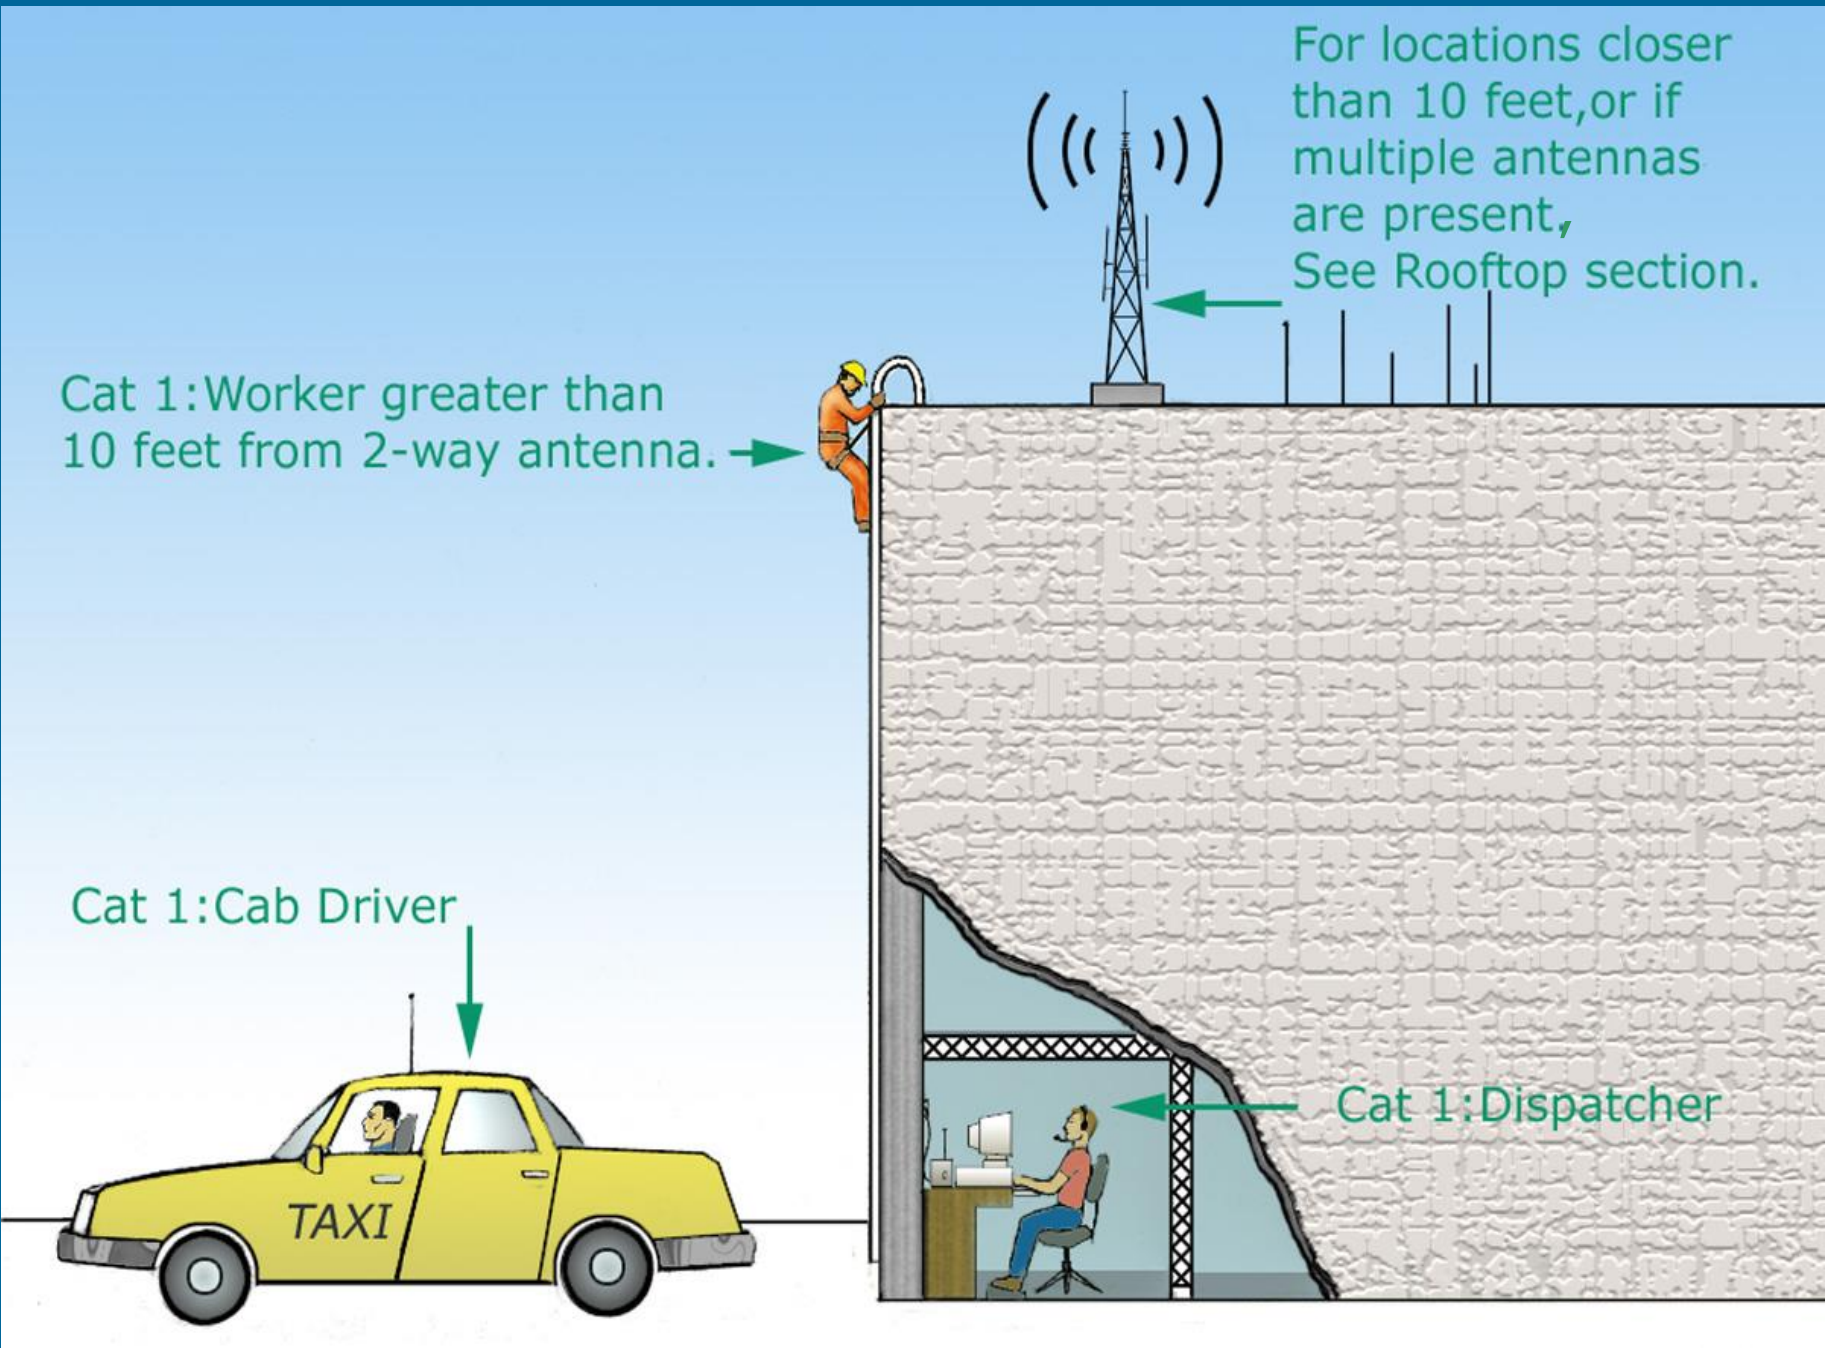 For locations closer
than 10 feet,or if
multiple antennas
are present,
See Rooftop section.
Cat 1:Worker greater than
10 feet from 2-way antenna.
Cat 1:Cab Driver
Cat 1:Dispatcher
TAXI